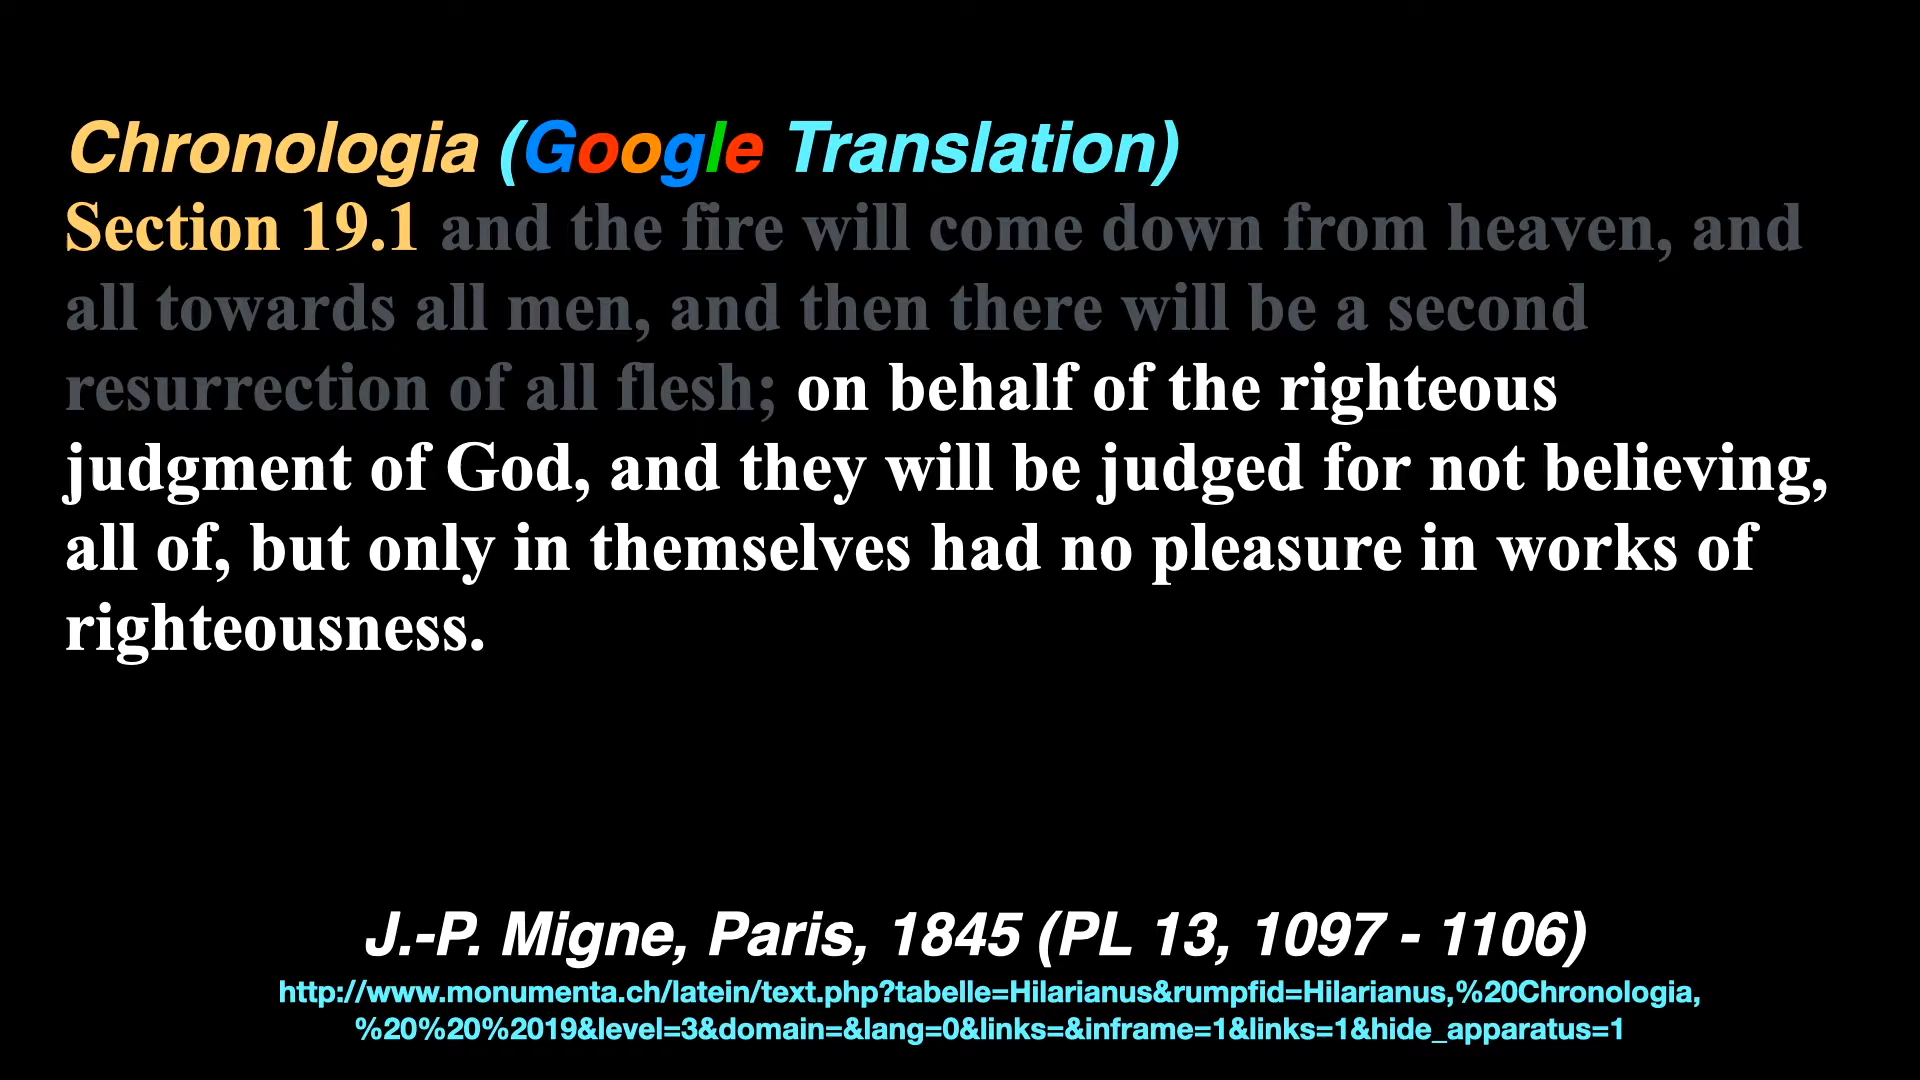 Chronologia (Google Translation)
Section 19.1 and the fire will come down from heaven, and
all towards all men, and then there will be a second
resurrection of all flesh; on behalf of the righteous
judgment of God, and they will be judged for not believing,
all of, but only in themselves had no pleasure in works of
righteousness.
J.-P. Migne, Paris, 1845 (PL 13, 1097 - 1106)
http://www.monumenta.ch/latein/text.php?tabelle=Hilarianus&rumpfid=Hilarianus,%20Chronologia,
%20%20%2019&level=3&domain=&lang=0&links=&inframe=1&links=1&hide_apparatus=1